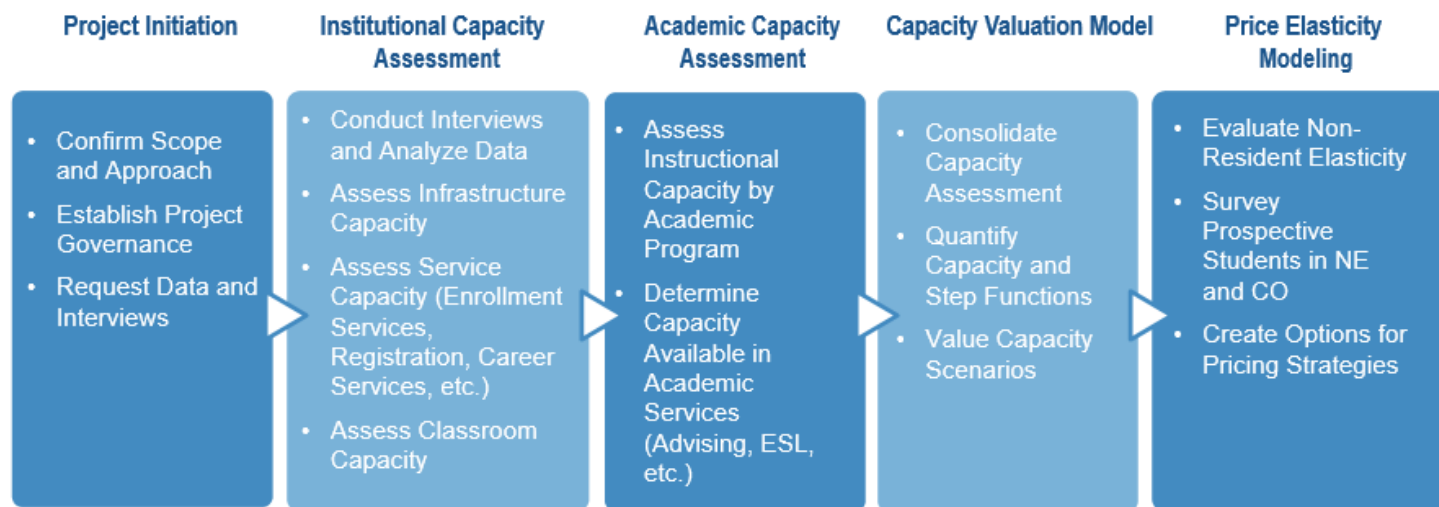 Project Initiation
Institutional Capacity
Assessment
Academic Capacity
Assessment
Capacity Valuation Model
Price Elasticity
Modeling
• Confirm Scope
and Approach
• Establish Project
Governance
• Request Data and
Interviews
• Conduct Interviews
and Analyze Data
• Assess Infrastructure
Capacity
• Assess Service
Capacity (Enrollment
Services,
Registration, Career
Services, etc.)
• Assess Classroom
Capacity
• Assess
Instructional
Capacity by
Academic
Program
• Determine
Capacity
Available in
Academic
Services
(Advising, ESL,
etc.)
• Consolidate
Capacity
Assessment
• Quantify
Capacity and
Step Functions
• Value Capacity
Scenarios
• Evaluate Non-
Resident Elasticity
• Survey
Prospective
Students in NE
and CO
• Create Options for
Pricing Strategies